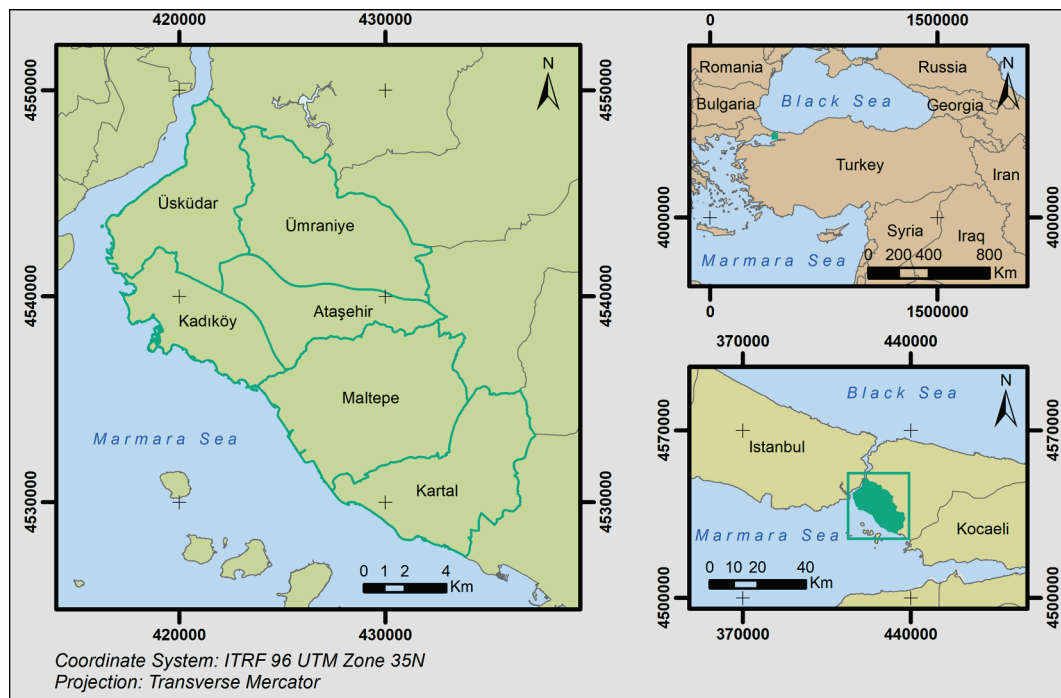 420000
430000
4550000
4540000
4530000
N
Üsküdar
Ümraniye
Ataşehir
Kadıköy
Maltepe
Kartal
Marmara Sea
0 1 2 4
Km
4550000
4540000
4530000
420000
430000
Coordinate System: ITRF 96 UTM Zone 35N
Projection: Transverse Mercator
0
1500000
4000000
N
Romania
Russia
Bulgaria
Black Sea
Georgia
Turkey
Iran
Syria
Iraq
Marmara Sea
0 200 400 800
Km
4000000
0
1500000
370000
440000
4570000
4500000
N
Black Sea
Istanbul
Marmara Sea
Kocaeli
0 10 20 40
Km
4570000
4500000
370000
440000